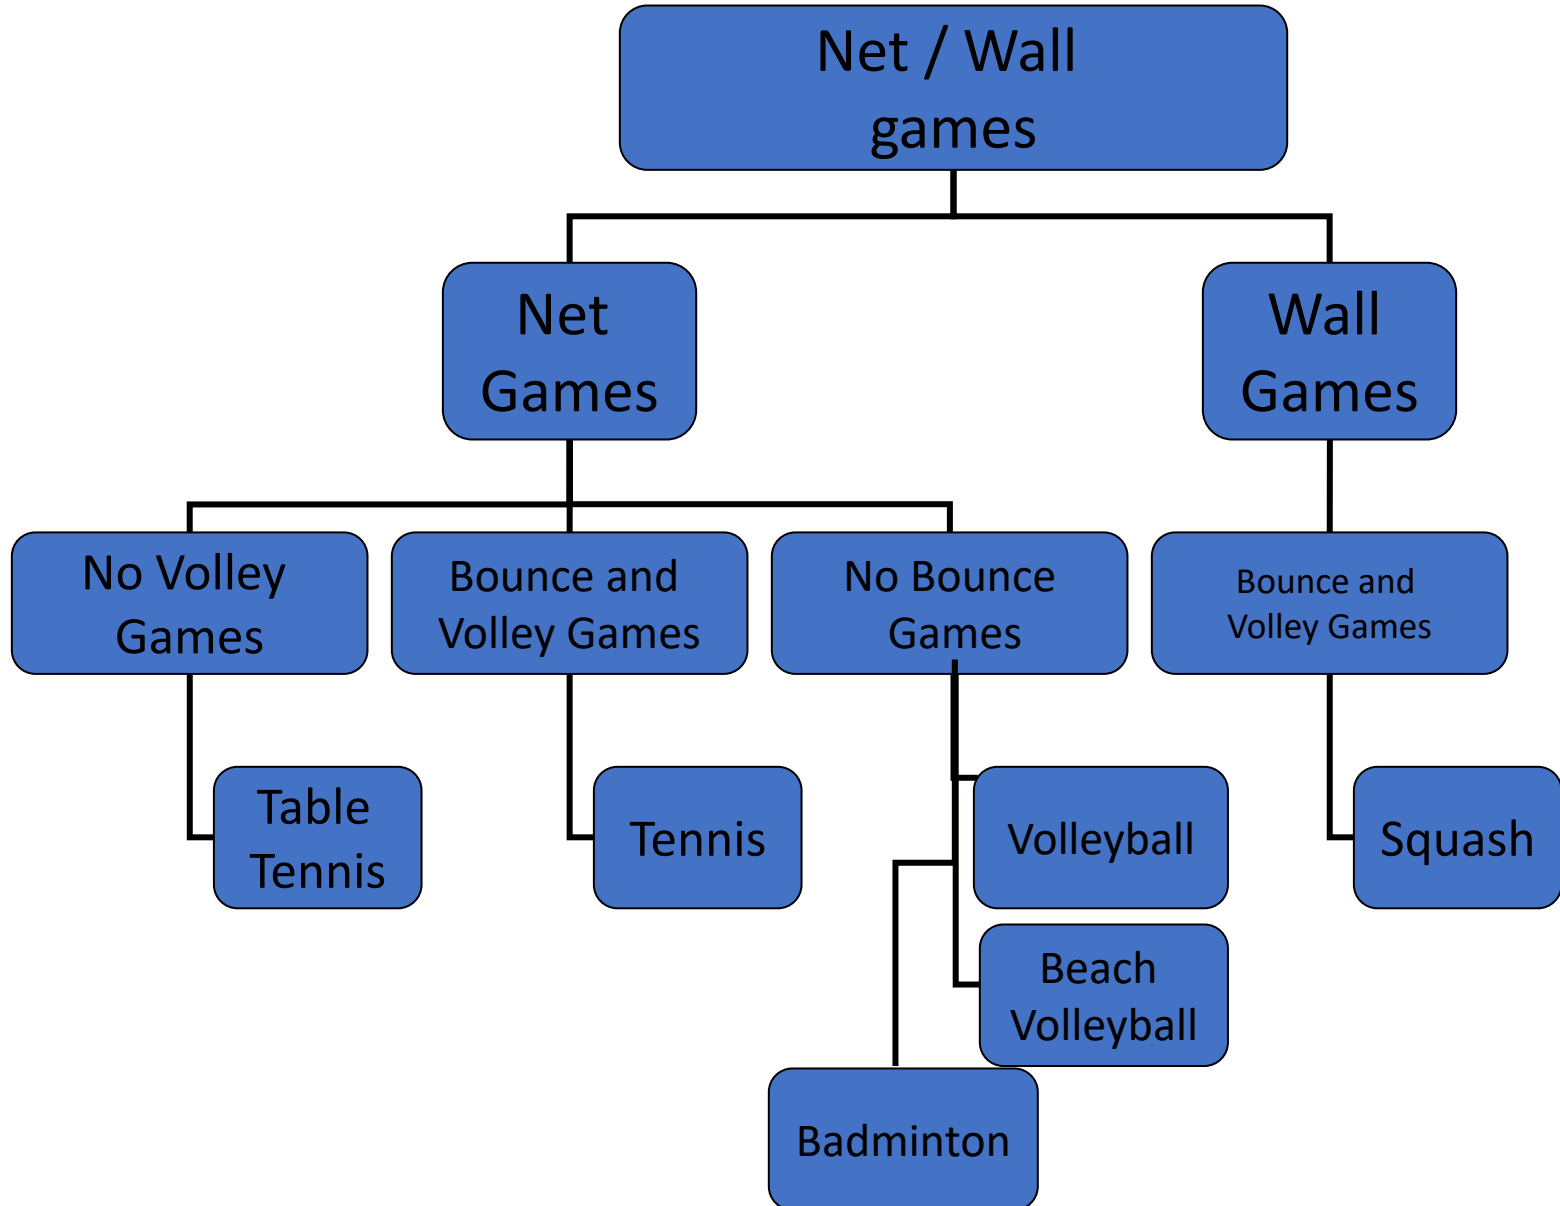 Net / Wall
games
Net
Games
Wall
Games
No Volley
Games
Bounce and
Volley Games
No Bounce
Games
Bounce and
Volley Games
Table
Tennis
Tennis
Volleyball
Squash
Beach
Volleyball
Badminton